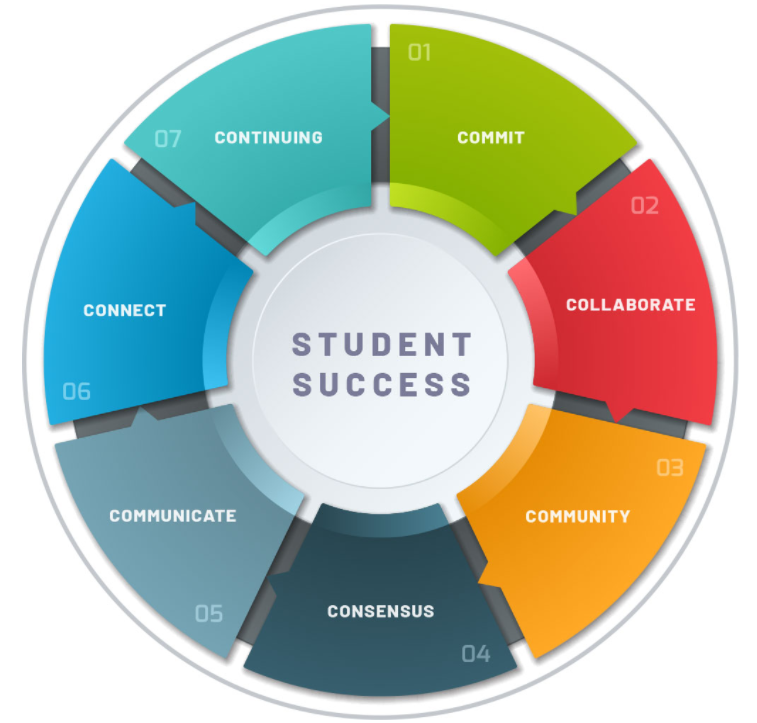 STUDENT
SUCCESS
01
COMMIT
02
COLLABORATE
03
COMMUNITY
04
CONSENSUS
05
COMMUNICATE
06
CONNECT
07
CONTINUING